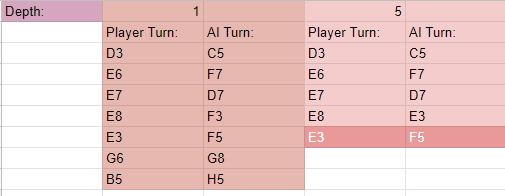 Depth: 1 5
Player Turn: AI Turn: Player Turn: AI Turn:
D3 C5 D3 C5
E6 F7 E6 F7
E7 D7 E7 D7
E8 F3 E8 E3
E3 F5 E3 F5
G6 G8
B5 H5